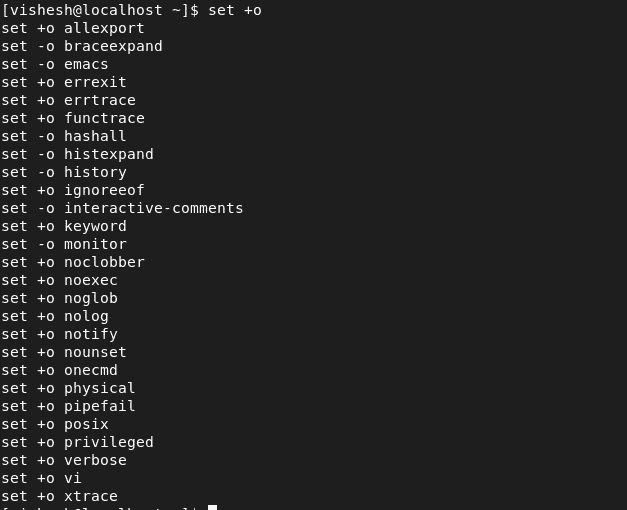 [vishesh@localhost ~]$ set +o
set +o allexport
set -o braceexpand
set -o emacs
set +o errexit
set +o errtrace
set +o functrace
set -o hashall
set -o histexpand
set -o history
set +o ignoreeof
set -o interactive-comments
set +o keyword
set -o monitor
set +o noclobber
set +o noexec
set +o noglob
set +o nolog
set +o notify
set +o nounset
set +o onecmd
set +o physical
set +o pipefail
set +o posix
set +o privileged
set +o verbose
set +o vi
set +o xtrace